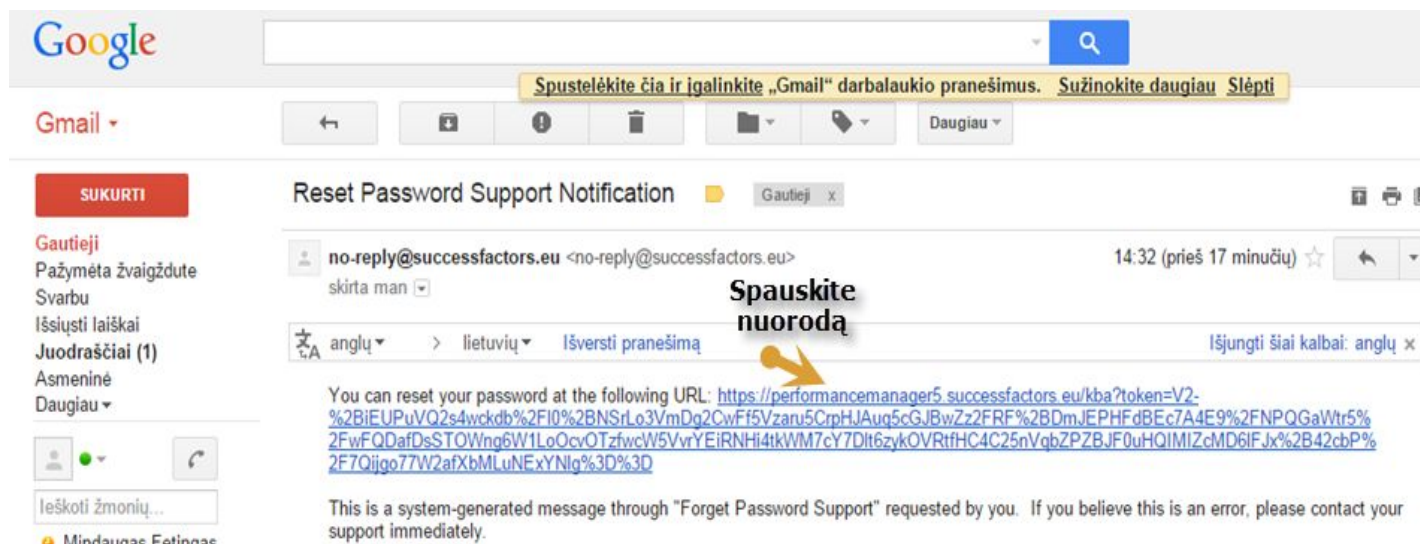 Google
Spustelėkite čia ir įgalinkite „Gmail“ darbalaukio pranešimus. Sužinokite daugiau Slėpti
Gmail
Daugiau
SUKURTI
Reset Password Support Notification Gautieji x
Gautieji
Pažymėta žvaigždute
Svarbu
Išsiųsti laiškai
Juodraščiai (1)
Asmeninė
Daugiau
no-reply@successfactors.eu <no-reply@successfactors.eu> 14:32 (prieš 17 minučių)
skirta man
Spauskite
nuorodą
anglų > lietuvių Išversti pranešimą Išjungti šiai kalbai: anglų x
You can reset your password at the following URL: https://performancemanager5.successfactors.eu/kba?token=V2-
%2BiEUPuVQ2s4wckdb%2FI0%2BNSrLo3VmDg2CwFf5Vzaru5CrpHJAuq5cGJBwZz2FRF%2BDmJEPHFdBEc7A4E9%2FNPQGaWtr5%
2FwFQDafDsSTOWng6W1LoOcvOTzfwcW5VvrYEiRNHi4tkWM7cY7Dlt6zykOVRtfHC4C25nVqbZPZBJF0uHQIMIZcMD6lFJx%2B42cbP%
2F7Qijgo77W2afXbMLuNExYNlg%3D%3D
This is a system-generated message through "Forget Password Support" requested by you. If you believe this is an error, please contact your
support immediately.
Ieškoti žmonių...
Mindaugas Eetingas